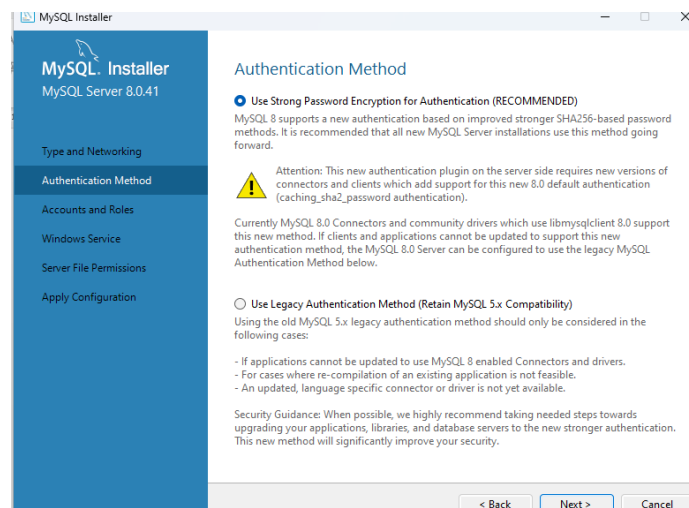 MySQL Installer
MySQL. Installer
MySQL Server 8.0.41
Type and Networking
Authentication Method
Accounts and Roles
Windows Service
Server File Permissions
Apply Configuration
Authentication Method
Use Strong Password Encryption for Authentication (RECOMMENDED)
MySQL 8 supports a new authentication based on improved stronger SHA256-based password
methods. It is recommended that all new MySQL Server installations use this method going
forward.
Attention: This new authentication plugin on the server side requires new versions of
connectors and clients which add support for this new 8.0 default authentication
(caching_sha2_password authentication).
Currently MySQL 8.0 Connectors and community drivers which use libmysqlclient 8.0 support
this new method. If clients and applications cannot be updated to support this new
authentication method, the MySQL 8.0 Server can be configured to use the legacy MySQL
Authentication Method below.
Use Legacy Authentication Method (Retain MySQL 5.x Compatibility)
Using the old MySQL 5.x legacy authentication method should only be considered in the
following cases:
- If applications cannot be updated to use MySQL 8 enabled Connectors and drivers.
- For cases where re-compilation of an existing application is not feasible.
- An updated, language specific connector or driver is not yet available.
Security Guidance: When possible, we highly recommend taking needed steps towards
upgrading your applications, libraries, and database servers to the new stronger authentication.
This new method will significantly improve your security.
< Back
Next >
Cancel